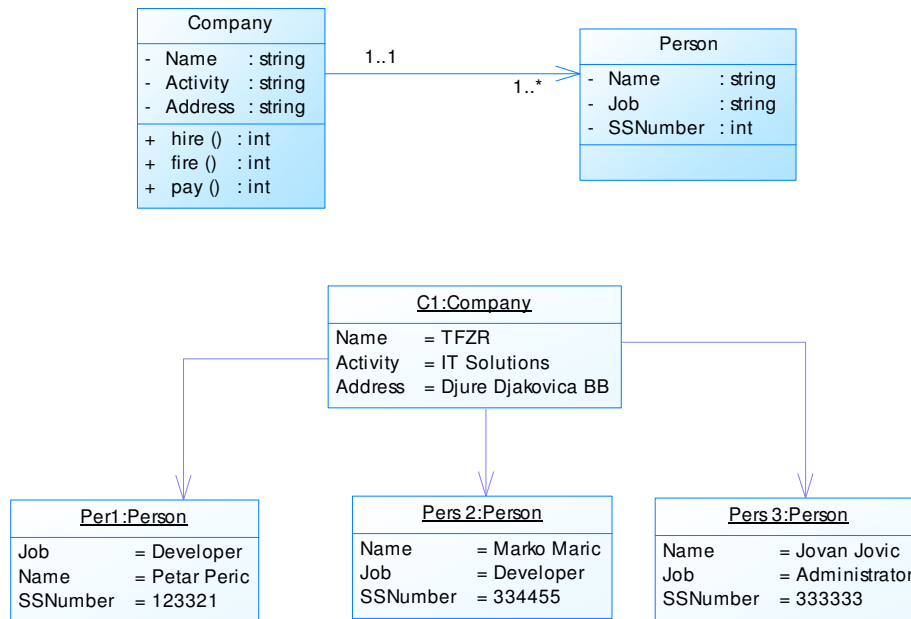 Company
- Name : string
- Activity : string
- Address : string
+ hire () : int
+ fire () : int
+ pay () : int
1..1
1..*
Person
- Name : string
- Job : string
- SSNumber : int
C1:Company
Name = TFZR
Activity = IT Solutions
Address = Djure Djakovica BB
Per1:Person
Job = Developer
Name = Petar Peric
SSNumber = 123321
Pers 2:Person
Name = Marko Maric
Job = Developer
SSNumber = 334455
Pers 3:Person
Name = Jovan Jovic
Job = Administrator
SSNumber = 333333